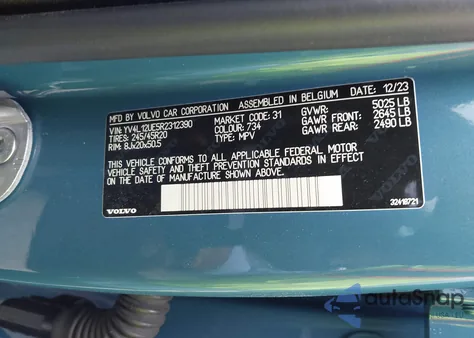 MFD BY VOLVO CAR CORPORATION ASSEMBLED IN BELGIUM 12/23
VIN: YV4L12UE5R2312390 MARKET CODE: 31 GVWR: 5025 LB
TIRES: 245/45R20 COLOUR: 734 GAWR FRONT: 2645 LB
RIM: 8Jx20x50.5 TYPE: MPV GAWR REAR: 2490 LB
THIS VEHICLE CONFORMS TO ALL APPLICABLE FEDERAL MOTOR
VEHICLE SAFETY AND THEFT PREVENTION STANDARDS IN EFFECT
ON THE DATE OF MANUFACTURE SHOWN ABOVE.
VOLVO 32419721
autoSnap